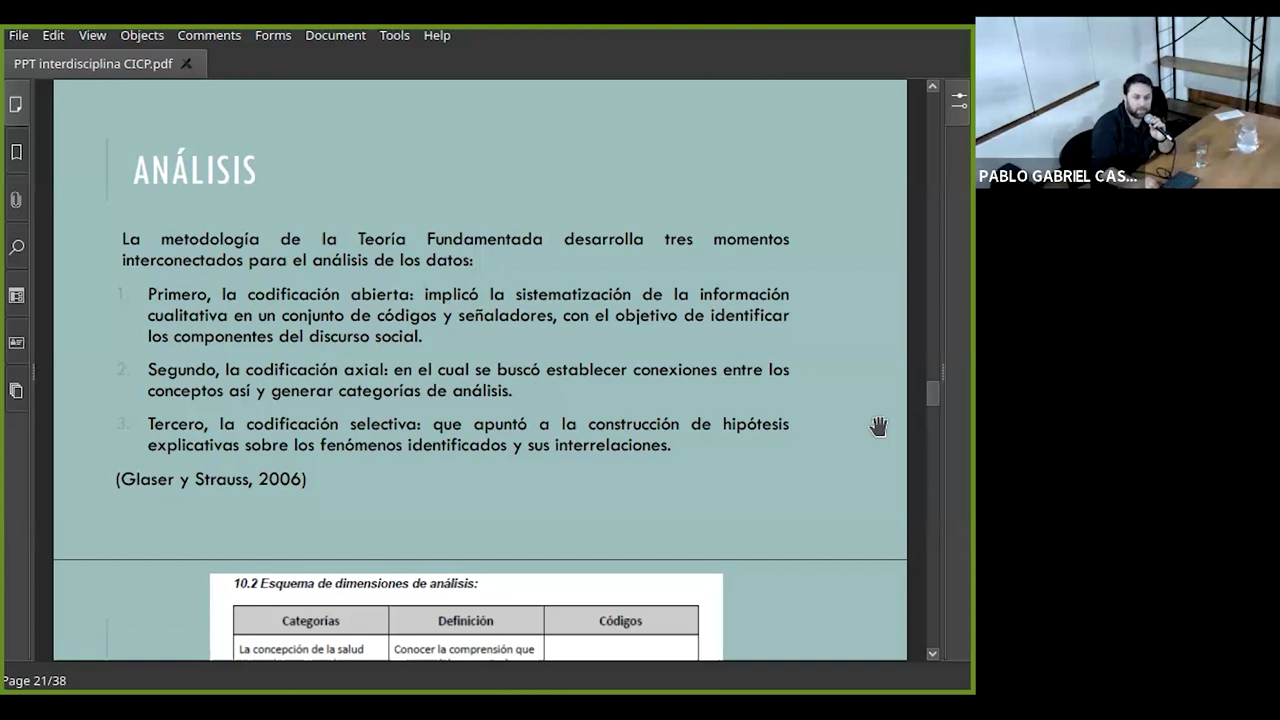 File Edit View Objects Comments Forms Document Tools Help
PPT interdisciplina CICP.pdf
ANÁLISIS
La metodología de la Teoría Fundamentada desarrolla tres momentos
interconectados para el análisis de los datos:
1. Primero, la codificación abierta: implicó la sistematización de la información
cualitativa en un conjunto de códigos y señaladores, con el objetivo de identificar
los componentes del discurso social.
2. Segundo, la codificación axial: en el cual se buscó establecer conexiones entre los
conceptos así y generar categorías de análisis.
3. Tercero, la codificación selectiva: que apuntó a la construcción de hipótesis
explicativas sobre los fenómenos identificados y sus interrelaciones.
(Glaser y Strauss, 2006)
10.2 Esquema de dimensiones de análisis:
Categorías Definición Códigos
La concepción de la salud Conocer la comprensión que
Page 21/38
PABLO GABRIEL CAS...